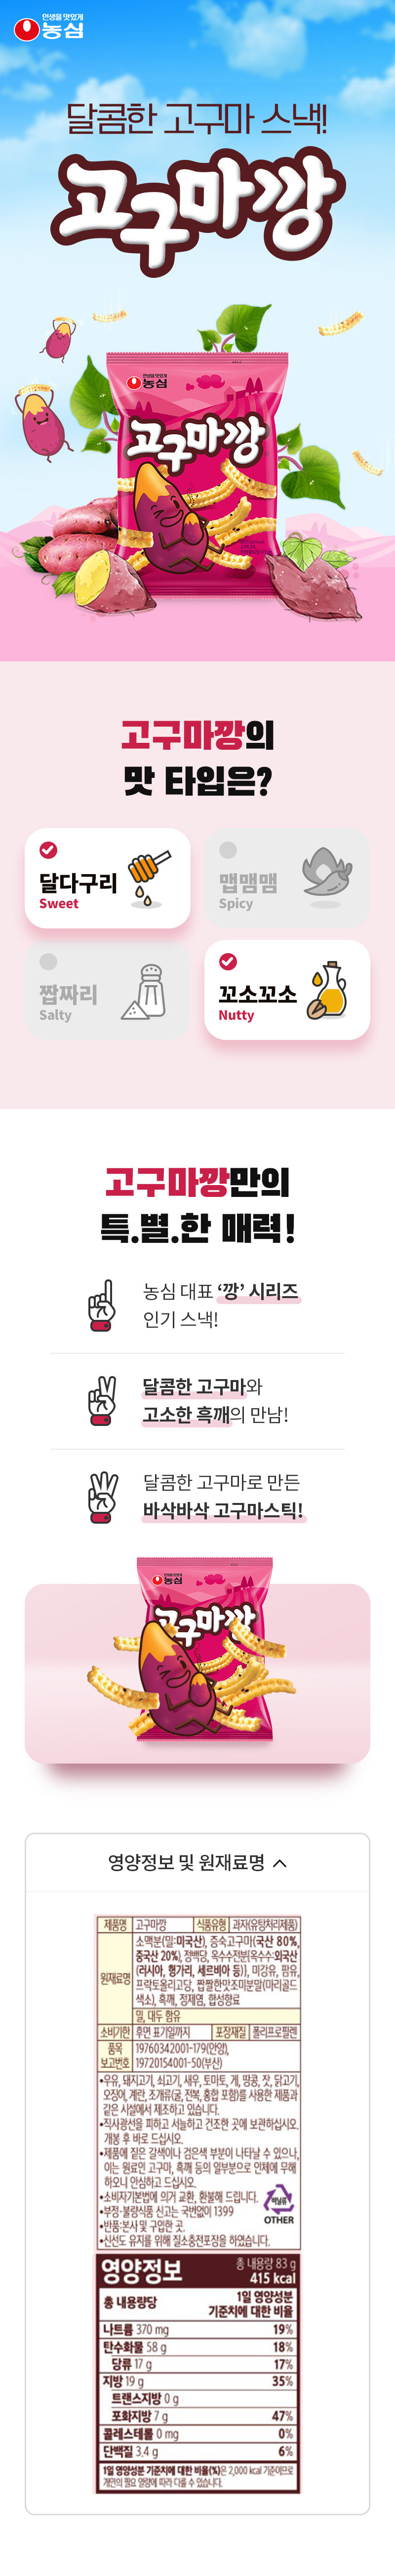 인생을 맛있게
농심
달콤한 고구마 스낵!
고구마깡
인생을 맛있게
농심
고구마깡
고구마깡의
맛 타입은?
달다구리
Sweet
맵맴맴
Spicy
짭짜리
Salty
꼬소꼬소
Nutty
고구마깡만의
특.별.한 매력!
농심 대표 ‘깡’ 시리즈
인기 스낵!
달콤한 고구마와
고소한 흑깨의 만남!
달콤한 고구마로 만든
바삭바삭 고구마스틱!
인생을 맛있게
농심
고구마깡
영양정보 및 원재료명
제품명 고구마깡 식품유형 과자(유탕처리제품)
원재료명
소맥분(밀:미국산), 증숙고구마(국산 80%,
중국산 20%), 정백당, 옥수수전분(옥수수:외국산
(러시아, 헝가리, 세르비아 등)), 미강유, 팜유,
프락토올리고당, 짭짤한맛조미분말(마리골드
색소), 흑깨, 정제염, 합성향료
밀, 대두 함유
소비기한 후면 표기일까지 포장재질 폴리프로필렌
품목
보고번호
19760342001-179(안양),
19720154001-50(부산)
•우유, 돼지고기, 쇠고기, 새우, 토마토, 게, 땅콩, 잣, 닭고기,
오징어, 계란, 조개류(굴, 전복, 홍합 포함)를 사용한 제품과
같은 시설에서 제조하고 있습니다.
•직사광선을 피하고 서늘하고 건조한 곳에 보관하십시오.
개봉 후 바로 드십시오.
•제품에 짙은 갈색이나 검은색 부분이 나타날 수 있으나,
이는 원료인 고구마, 흑깨 등의 일부분으로 인체에 무해
하오니 안심하고 드십시오.
•소비자기본법에 의거 교환, 환불해 드립니다.
•부정·불량식품 신고는 국번없이 1399
•반품:본사 및 구입한 곳.
•신선도 유지를 위해 질소충전포장을 하였습니다.
비닐류
OTHER
영양정보
총 내용량 83 g
415 kcal
총 내용량당
1일 영양성분
기준치에 대한 비율
나트륨 370 mg 19%
탄수화물 58 g 18%
당류 17 g 17%
지방 19 g 35%
트랜스지방 0 g
포화지방 7 g 47%
콜레스테롤 0 mg 0%
단백질 3.4 g 6%
1일 영양성분 기준치에 대한 비율(%)은 2,000 kcal 기준이므로
개인의 필요 열량에 따라 다를 수 있습니다.